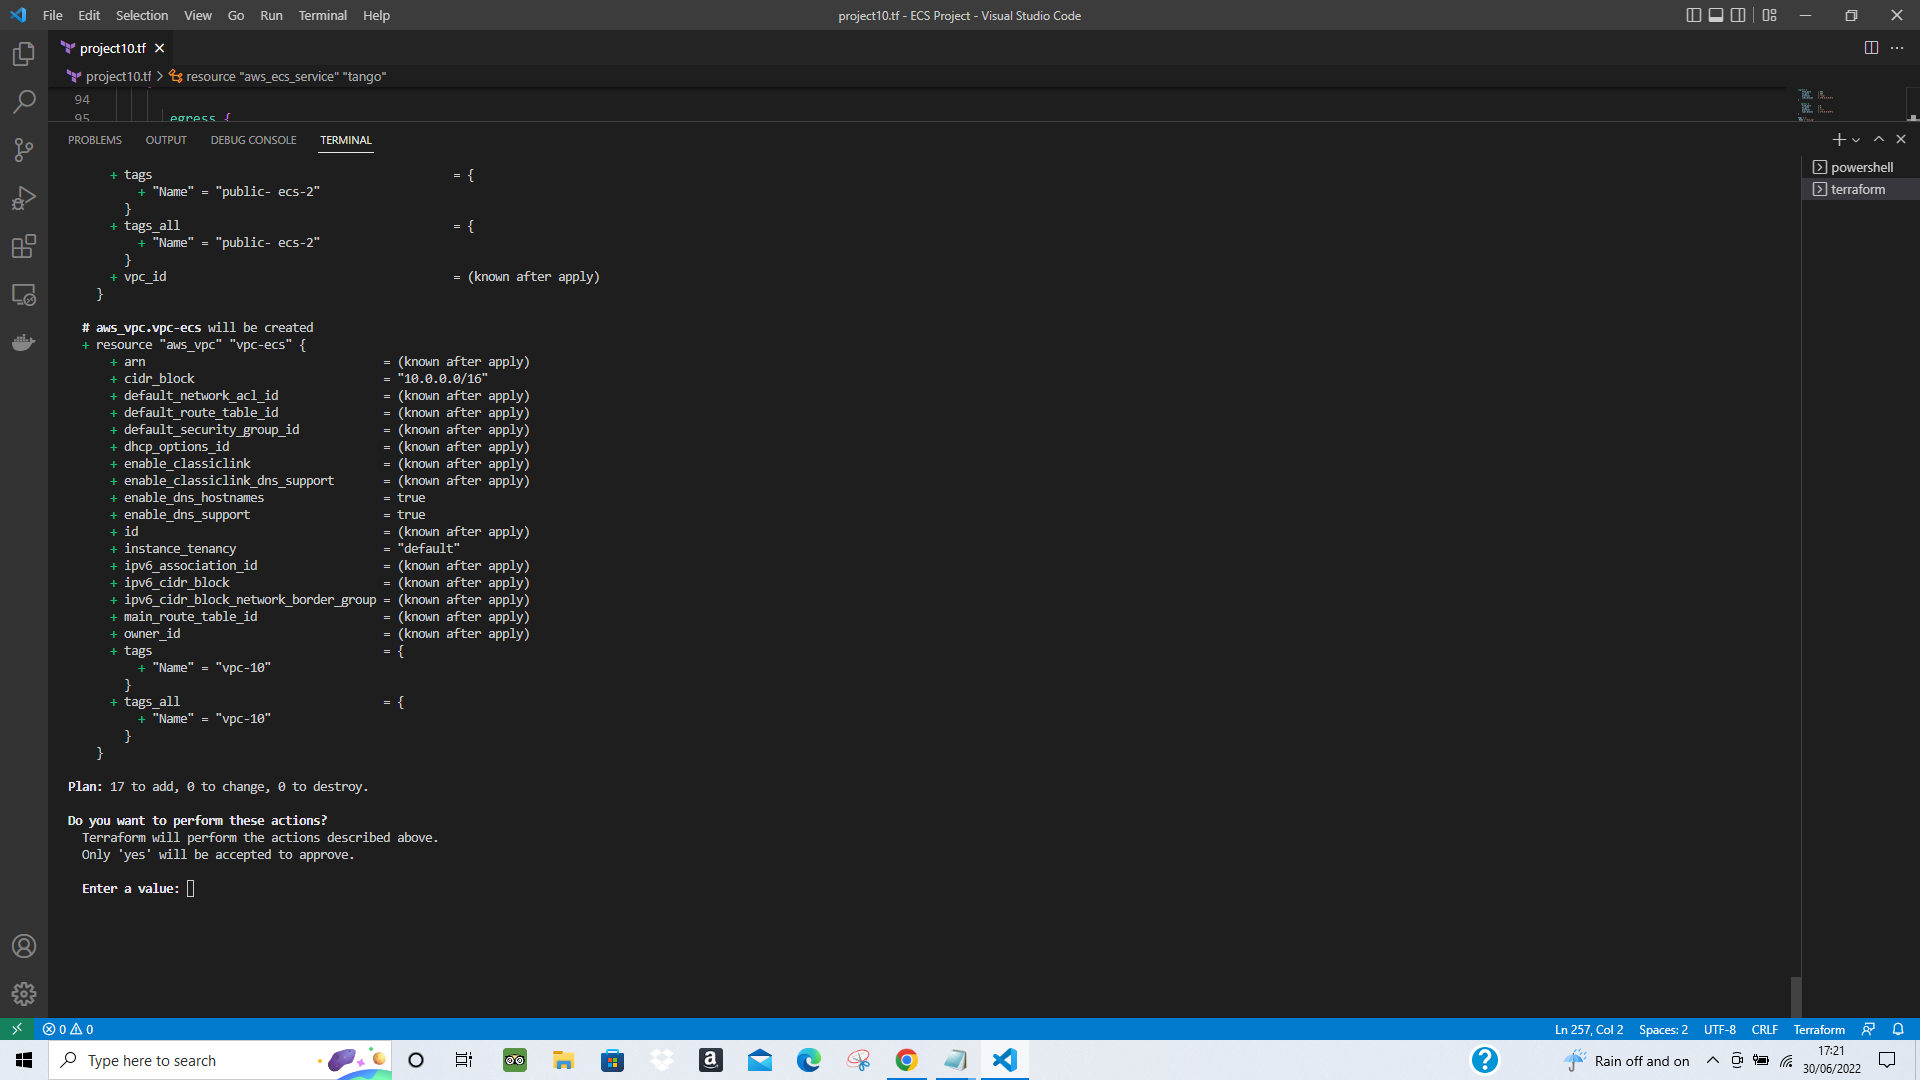 File Edit Selection View Go Run Terminal Help
project10.tf - ECS Project - Visual Studio Code
project10.tf
project10.tf > resource "aws_ecs_service" "tango"
94
95 egress {
PROBLEMS OUTPUT DEBUG CONSOLE TERMINAL
powershell
terraform
+ tags = {
+ "Name" = "public- ecs-2"
}
+ tags_all = {
+ "Name" = "public- ecs-2"
}
+ vpc_id = (known after apply)
}
# aws_vpc.vpc-ecs will be created
+ resource "aws_vpc" "vpc-ecs" {
+ arn = (known after apply)
+ cidr_block = "10.0.0.0/16"
+ default_network_acl_id = (known after apply)
+ default_route_table_id = (known after apply)
+ default_security_group_id = (known after apply)
+ dhcp_options_id = (known after apply)
+ enable_classiclink = (known after apply)
+ enable_classiclink_dns_support = (known after apply)
+ enable_dns_hostnames = true
+ enable_dns_support = true
+ id = (known after apply)
+ instance_tenancy = "default"
+ ipv6_association_id = (known after apply)
+ ipv6_cidr_block = (known after apply)
+ ipv6_cidr_block_network_border_group = (known after apply)
+ main_route_table_id = (known after apply)
+ owner_id = (known after apply)
+ tags = {
+ "Name" = "vpc-10"
}
+ tags_all = {
+ "Name" = "vpc-10"
}
}
Plan: 17 to add, 0 to change, 0 to destroy.
Do you want to perform these actions?
Terraform will perform the actions described above.
Only 'yes' will be accepted to approve.
Enter a value:
0 0
Ln 257, Col 2 Spaces: 2 UTF-8 CRLF Terraform
Type here to search
Rain off and on
17:21
30/06/2022